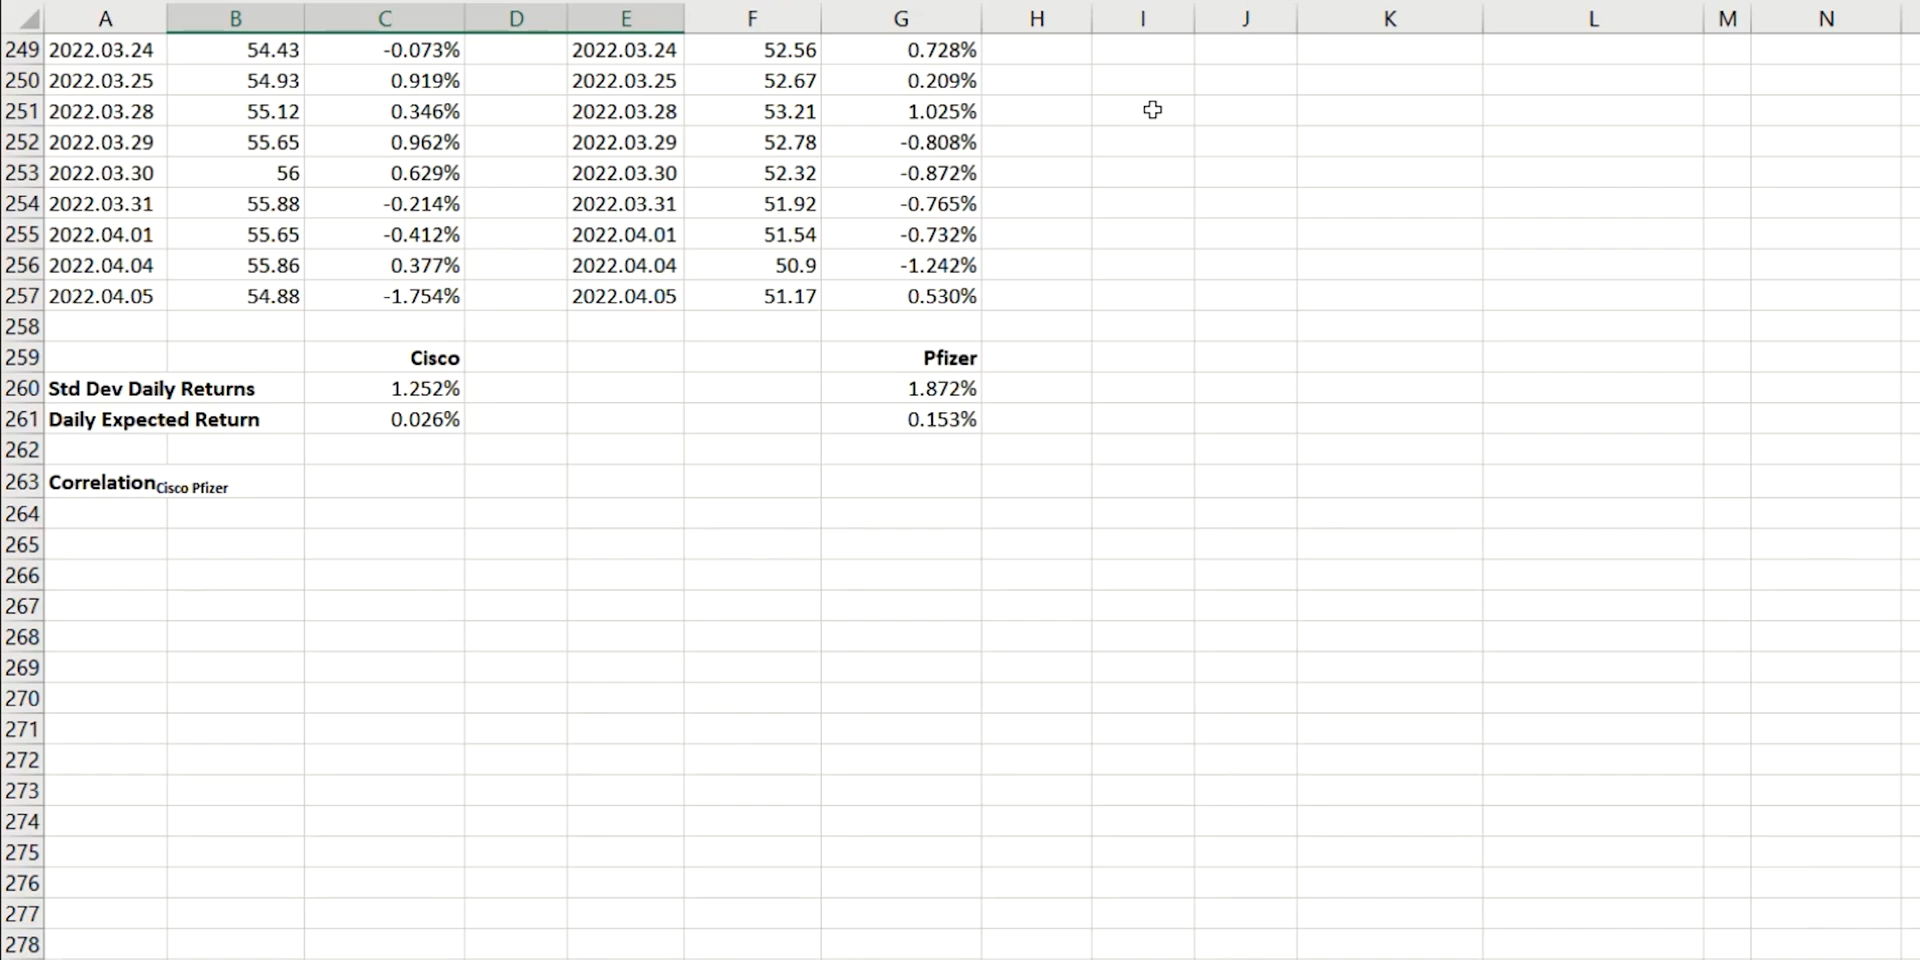 A B C D E F G H I J K L M N
249 2022.03.24 54.43 -0.073% 2022.03.24 52.56 0.728%
250 2022.03.25 54.93 0.919% 2022.03.25 52.67 0.209%
251 2022.03.28 55.12 0.346% 2022.03.28 53.21 1.025%
252 2022.03.29 55.65 0.962% 2022.03.29 52.78 -0.808%
253 2022.03.30 56 0.629% 2022.03.30 52.32 -0.872%
254 2022.03.31 55.88 -0.214% 2022.03.31 51.92 -0.765%
255 2022.04.01 55.65 -0.412% 2022.04.01 51.54 -0.732%
256 2022.04.04 55.86 0.377% 2022.04.04 50.9 -1.242%
257 2022.04.05 54.88 -1.754% 2022.04.05 51.17 0.530%
258
259 Cisco Pfizer
260 Std Dev Daily Returns 1.252% 1.872%
261 Daily Expected Return 0.026% 0.153%
262
263 Correlation Cisco Pfizer
264
265
266
267
268
269
270
271
272
273
274
275
276
277
278